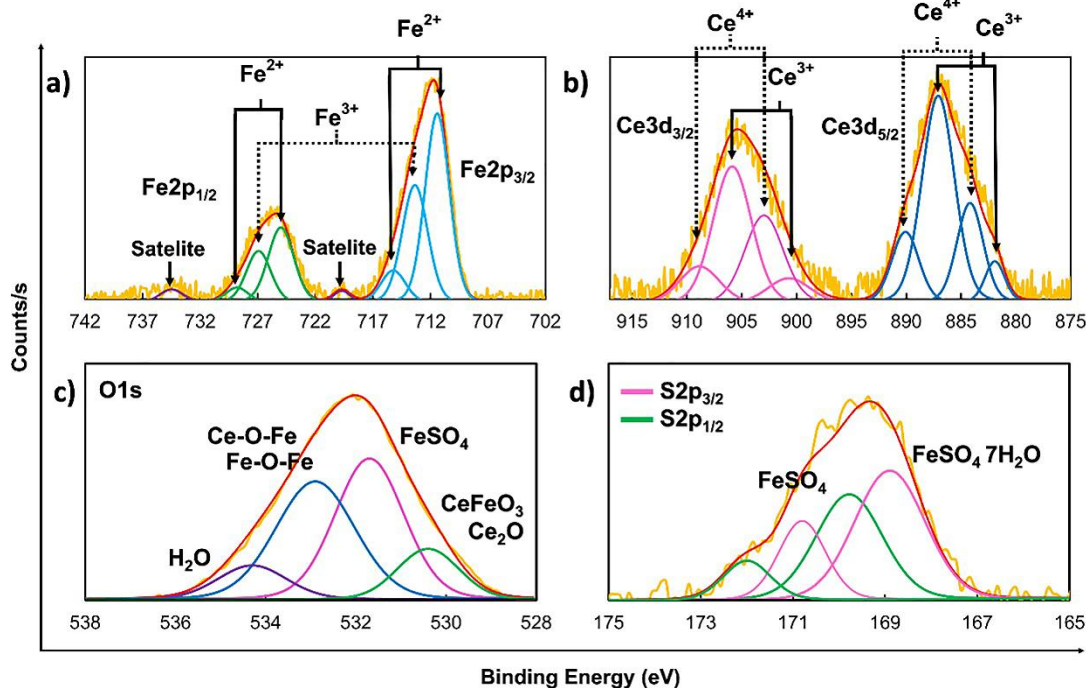 Counts/s
a)
Fe²⁺
Fe²⁺
Fe³⁺
Fe2p₁/₂
Fe2p₃/₂
Satelite
Satelite
742 737 732 727 722 717 712 707 702
b)
Ce⁴⁺
Ce⁴⁺
Ce³⁺
Ce³⁺
Ce3d₃/₂
Ce3d₅/₂
915 910 905 900 895 890 885 880 875
c)
O1s
Ce-O-Fe
Fe-O-Fe
FeSO₄
CeFeO₃
Ce₂O
H₂O
538 536 534 532 530 528
d)
S2p₃/₂
S2p₁/₂
FeSO₄ 7H₂O
FeSO₄
175 173 171 169 167 165
Binding Energy (eV)